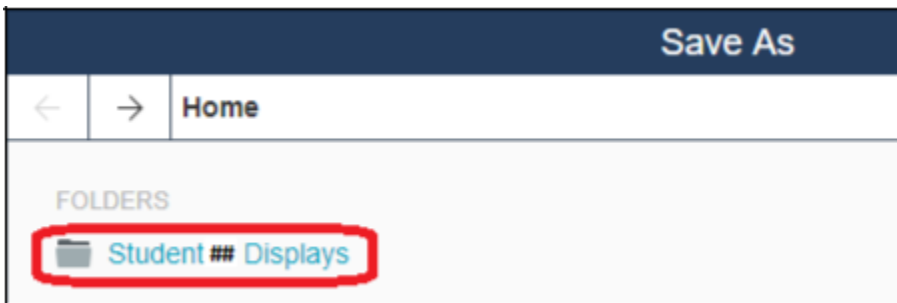 Save As
← → Home
FOLDERS
Student ## Displays